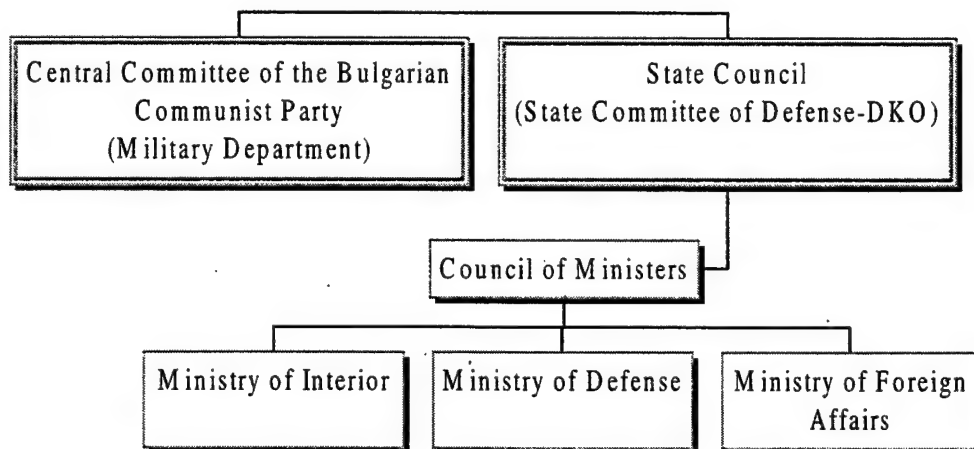 Central Committee of the Bulgarian
Communist Party
(Military Department)
State Council
(State Committee of Defense-DKO)
Council of Ministers
Ministry of Interior
Ministry of Defense
Ministry of Foreign
Affairs